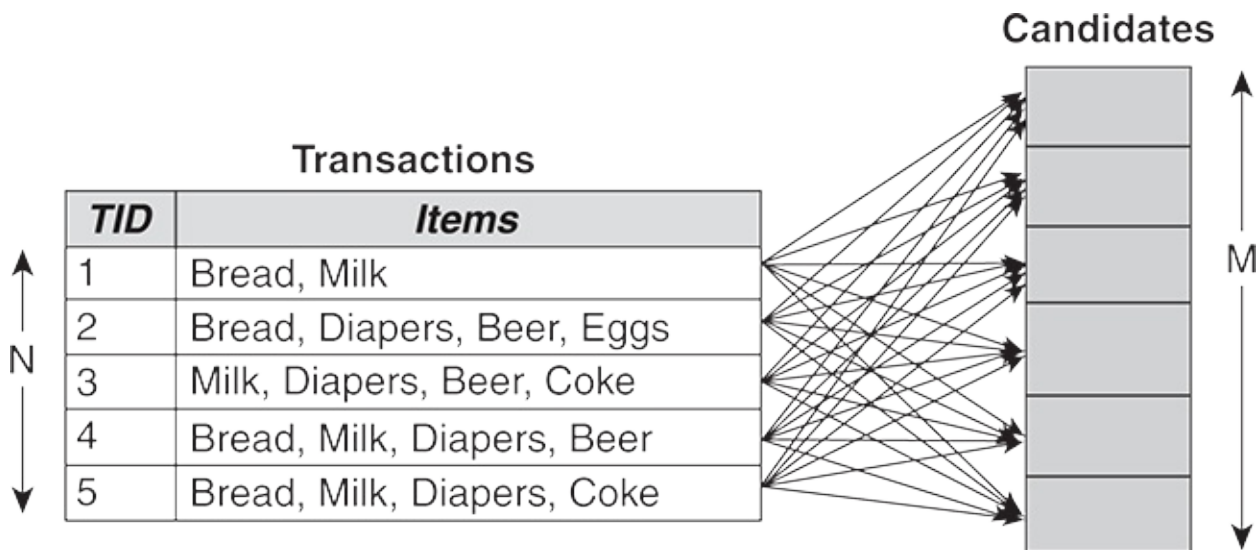 Candidates
Transactions
TID Items
1 Bread, Milk
2 Bread, Diapers, Beer, Eggs
3 Milk, Diapers, Beer, Coke
4 Bread, Milk, Diapers, Beer
5 Bread, Milk, Diapers, Coke
N
M